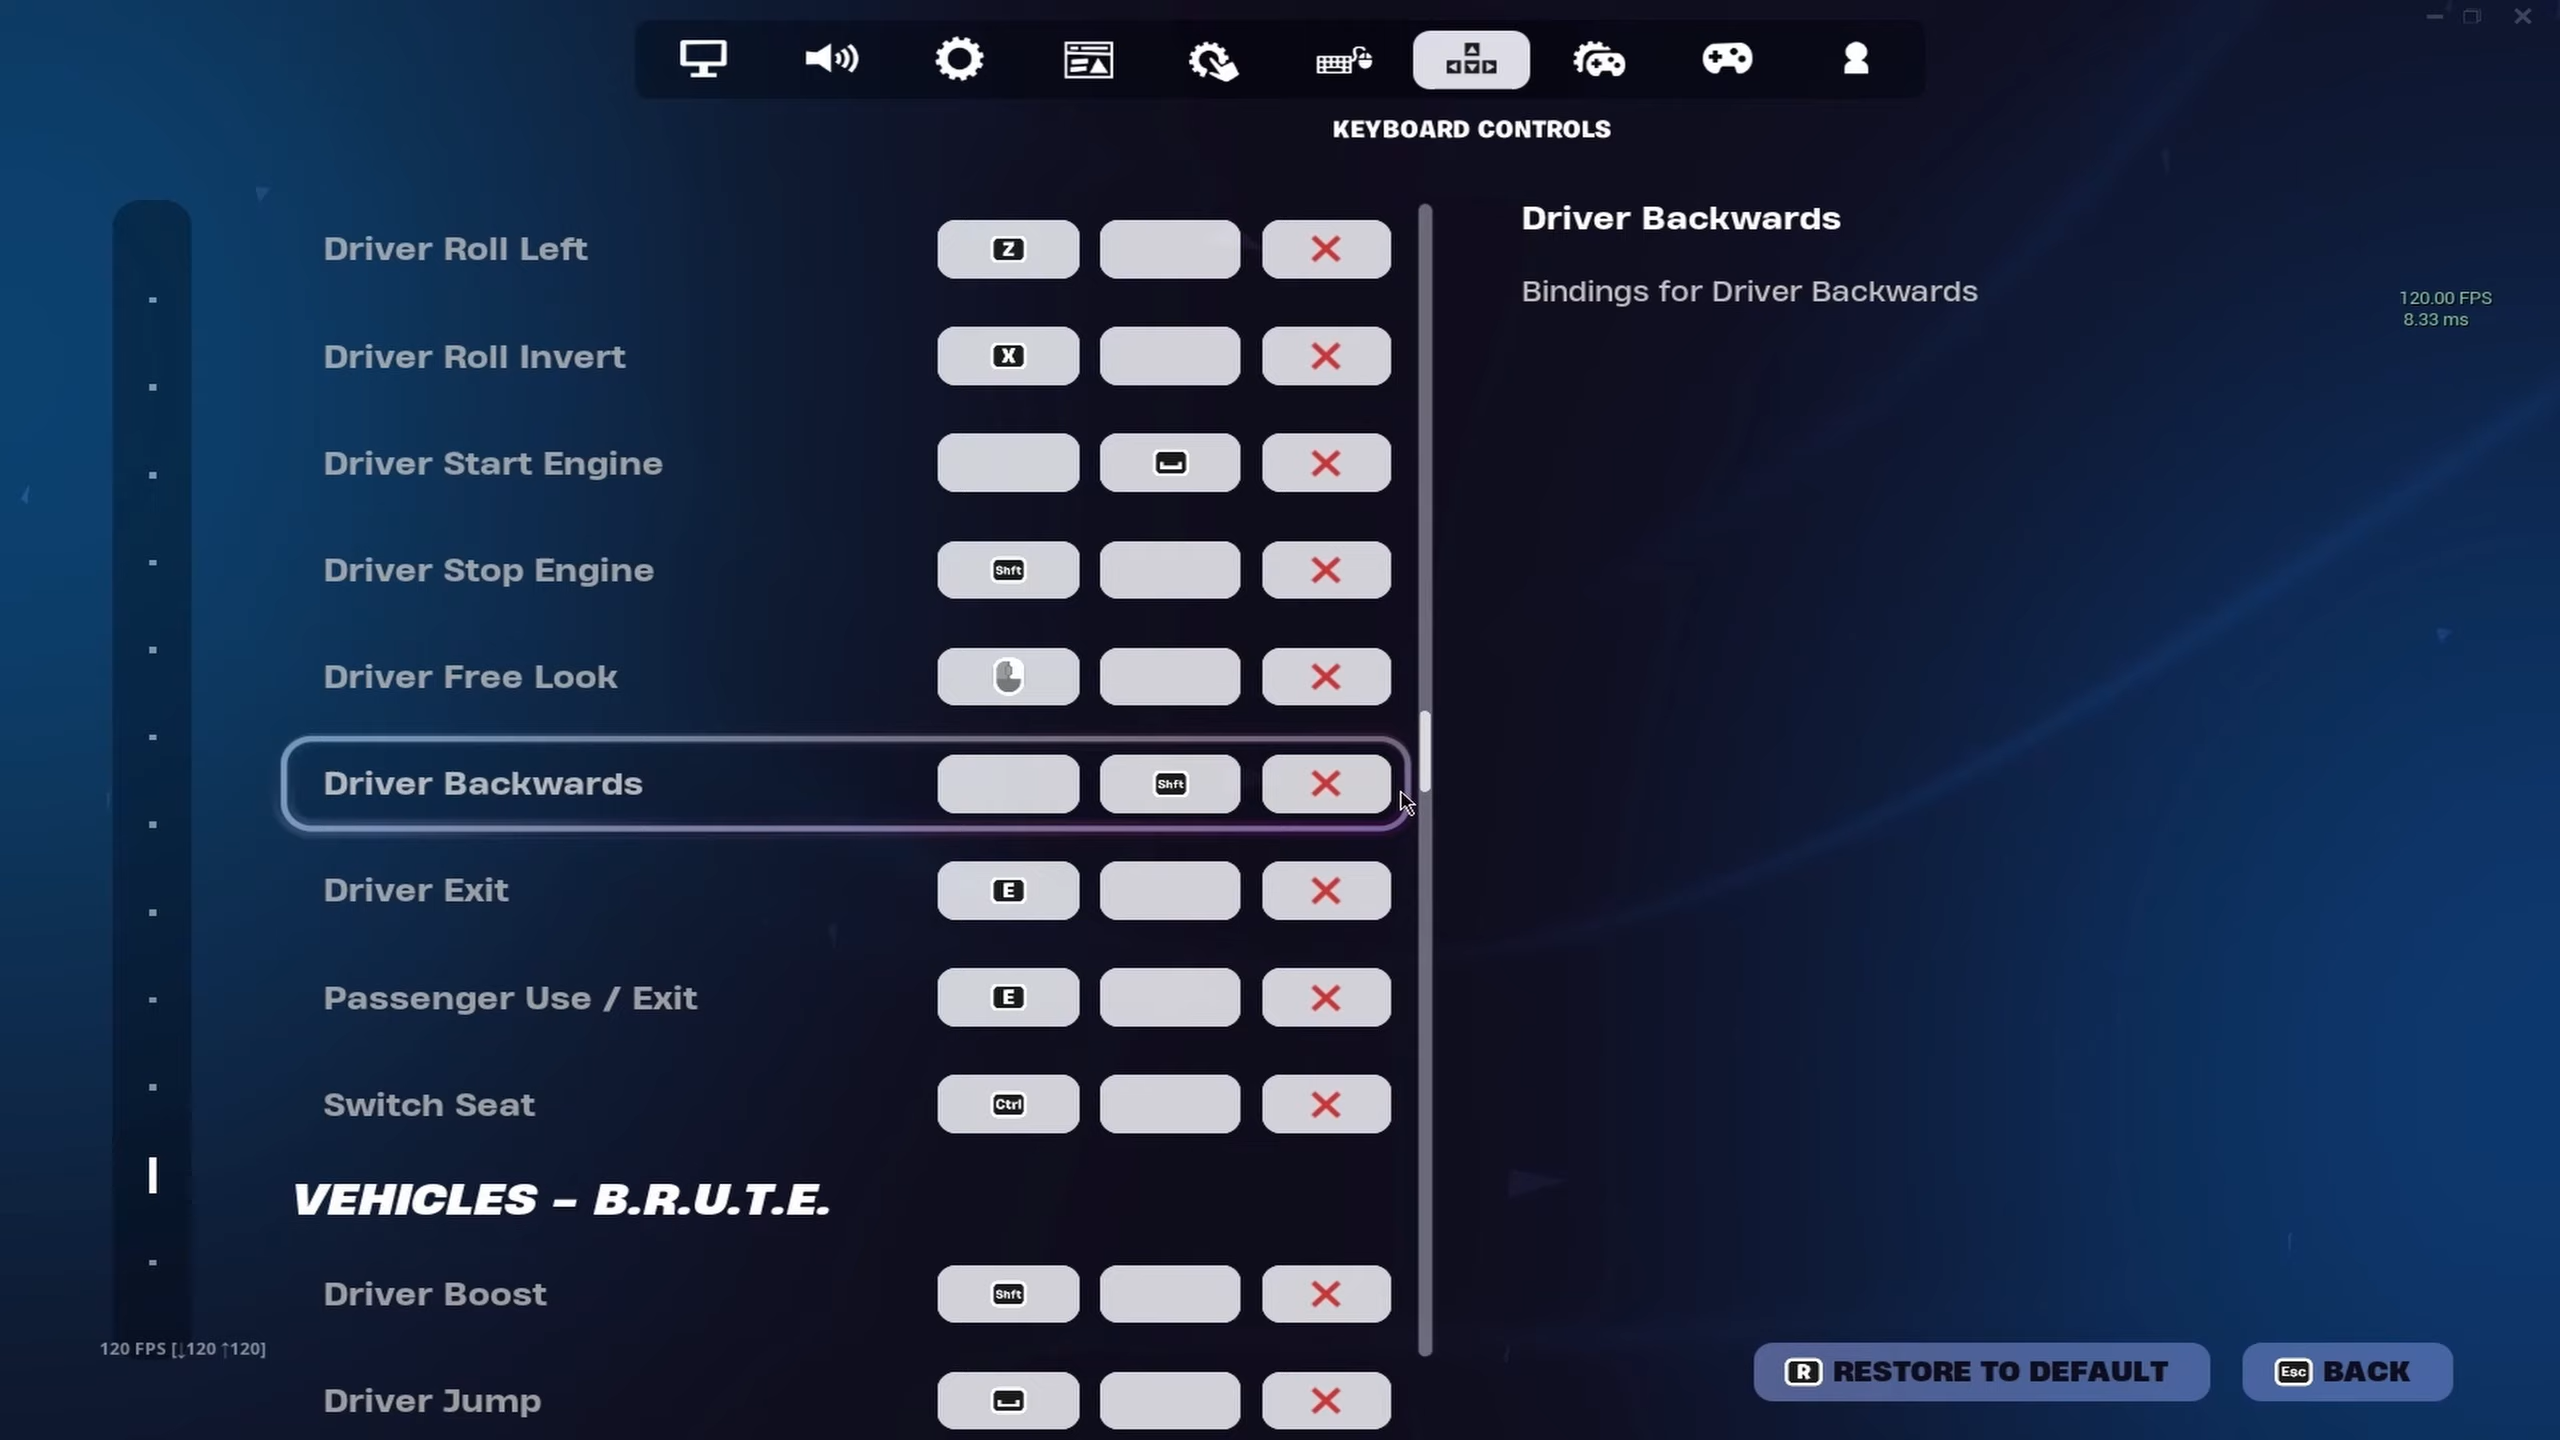 KEYBOARD CONTROLS
Driver Roll Left Z
Driver Roll Invert X
Driver Start Engine
Driver Stop Engine Shft
Driver Free Look
Driver Backwards Shft
Driver Exit E
Passenger Use / Exit E
Switch Seat Ctrl
VEHICLES – B.R.U.T.E.
Driver Boost Shft
Driver Jump
Driver Backwards
Bindings for Driver Backwards
120.00 FPS
8.33 ms
120 FPS [↓120 ↑120]
R RESTORE TO DEFAULT
Esc BACK